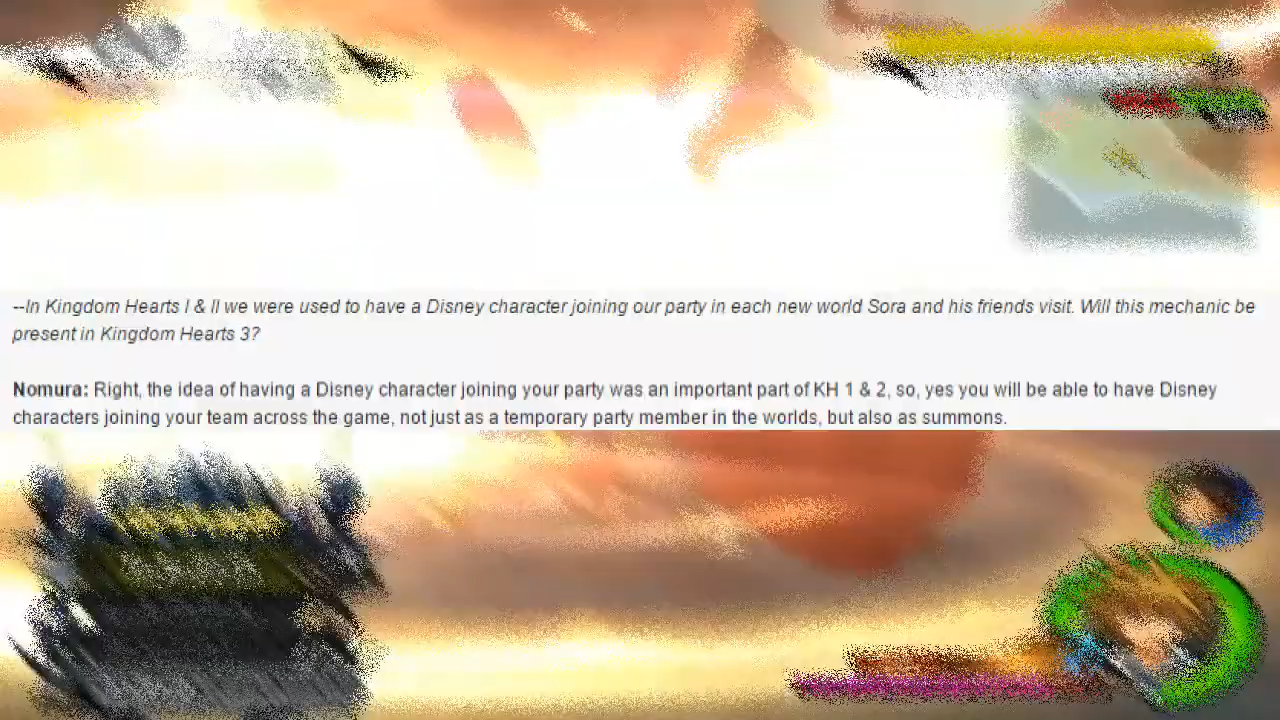 --In Kingdom Hearts I & II we were used to have a Disney character joining our party in each new world Sora and his friends visit. Will this mechanic be
present in Kingdom Hearts 3?
Nomura: Right, the idea of having a Disney character joining your party was an important part of KH 1 & 2, so, yes you will be able to have Disney
characters joining your team across the game, not just as a temporary party member in the worlds, but also as summons.